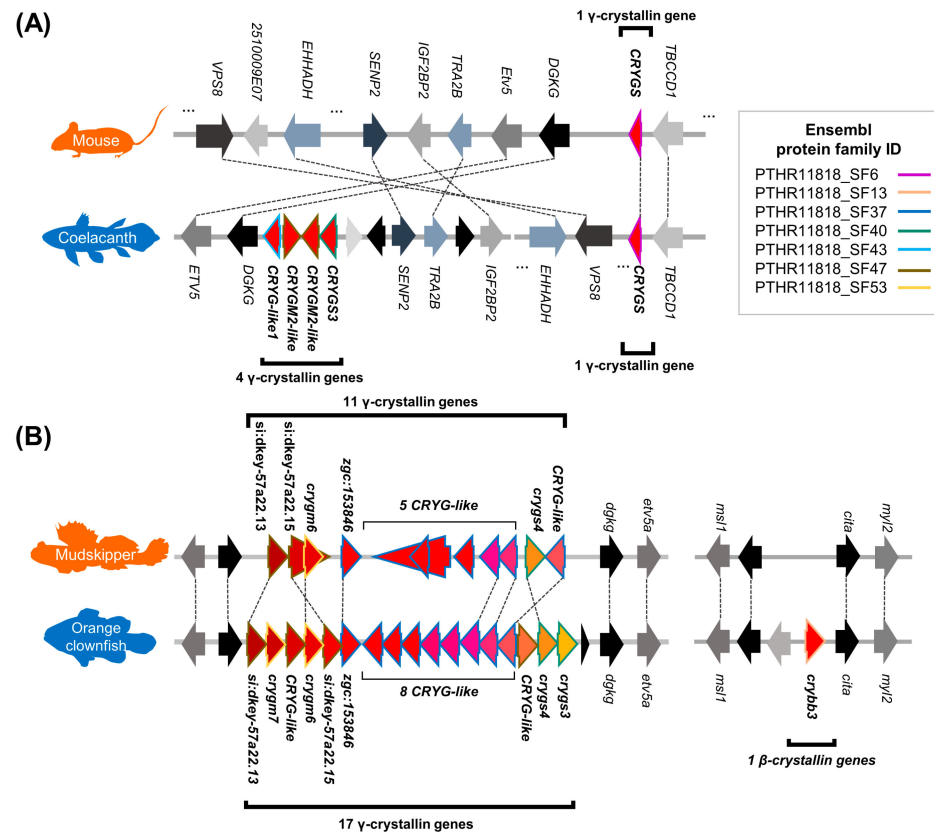 (A)
1 γ-crystallin gene
VPS8
2510009E07
EHHADH
...
SENP2
IGF2BP2
TRA2B
Etv5
DGKG
CRYGS
TBCCD1
...
...
Mouse
Coelacanth
ETV5
DGKG
CRYG-like1
CRYGM2-like
CRYGM2-like
CRYGS3
SENP2
TRA2B
IGF2BP2
...
EHHADH
VPS8
...
CRYGS
TBCCD1
4 γ-crystallin genes
1 γ-crystallin gene
Ensembl
protein family ID
PTHR11818_SF6
PTHR11818_SF13
PTHR11818_SF37
PTHR11818_SF40
PTHR11818_SF43
PTHR11818_SF47
PTHR11818_SF53
(B)
11 γ-crystallin genes
si:dkey-57a22.13
si:dkey-57a22.15
crygm6
zgc:153846
5 CRYG-like
crygs4
CRYG-like
dgkg
etv5a
msl1
cita
myl2
Mudskipper
Orange
clownfish
si:dkey-57a22.13
crygm7
CRYG-like
crygm6
si:dkey-57a22.15
zgc:153846
8 CRYG-like
CRYG-like
crygs4
crygs3
dgkg
etv5a
msl1
crybb3
cita
myl2
1 β-crystallin genes
17 γ-crystallin genes